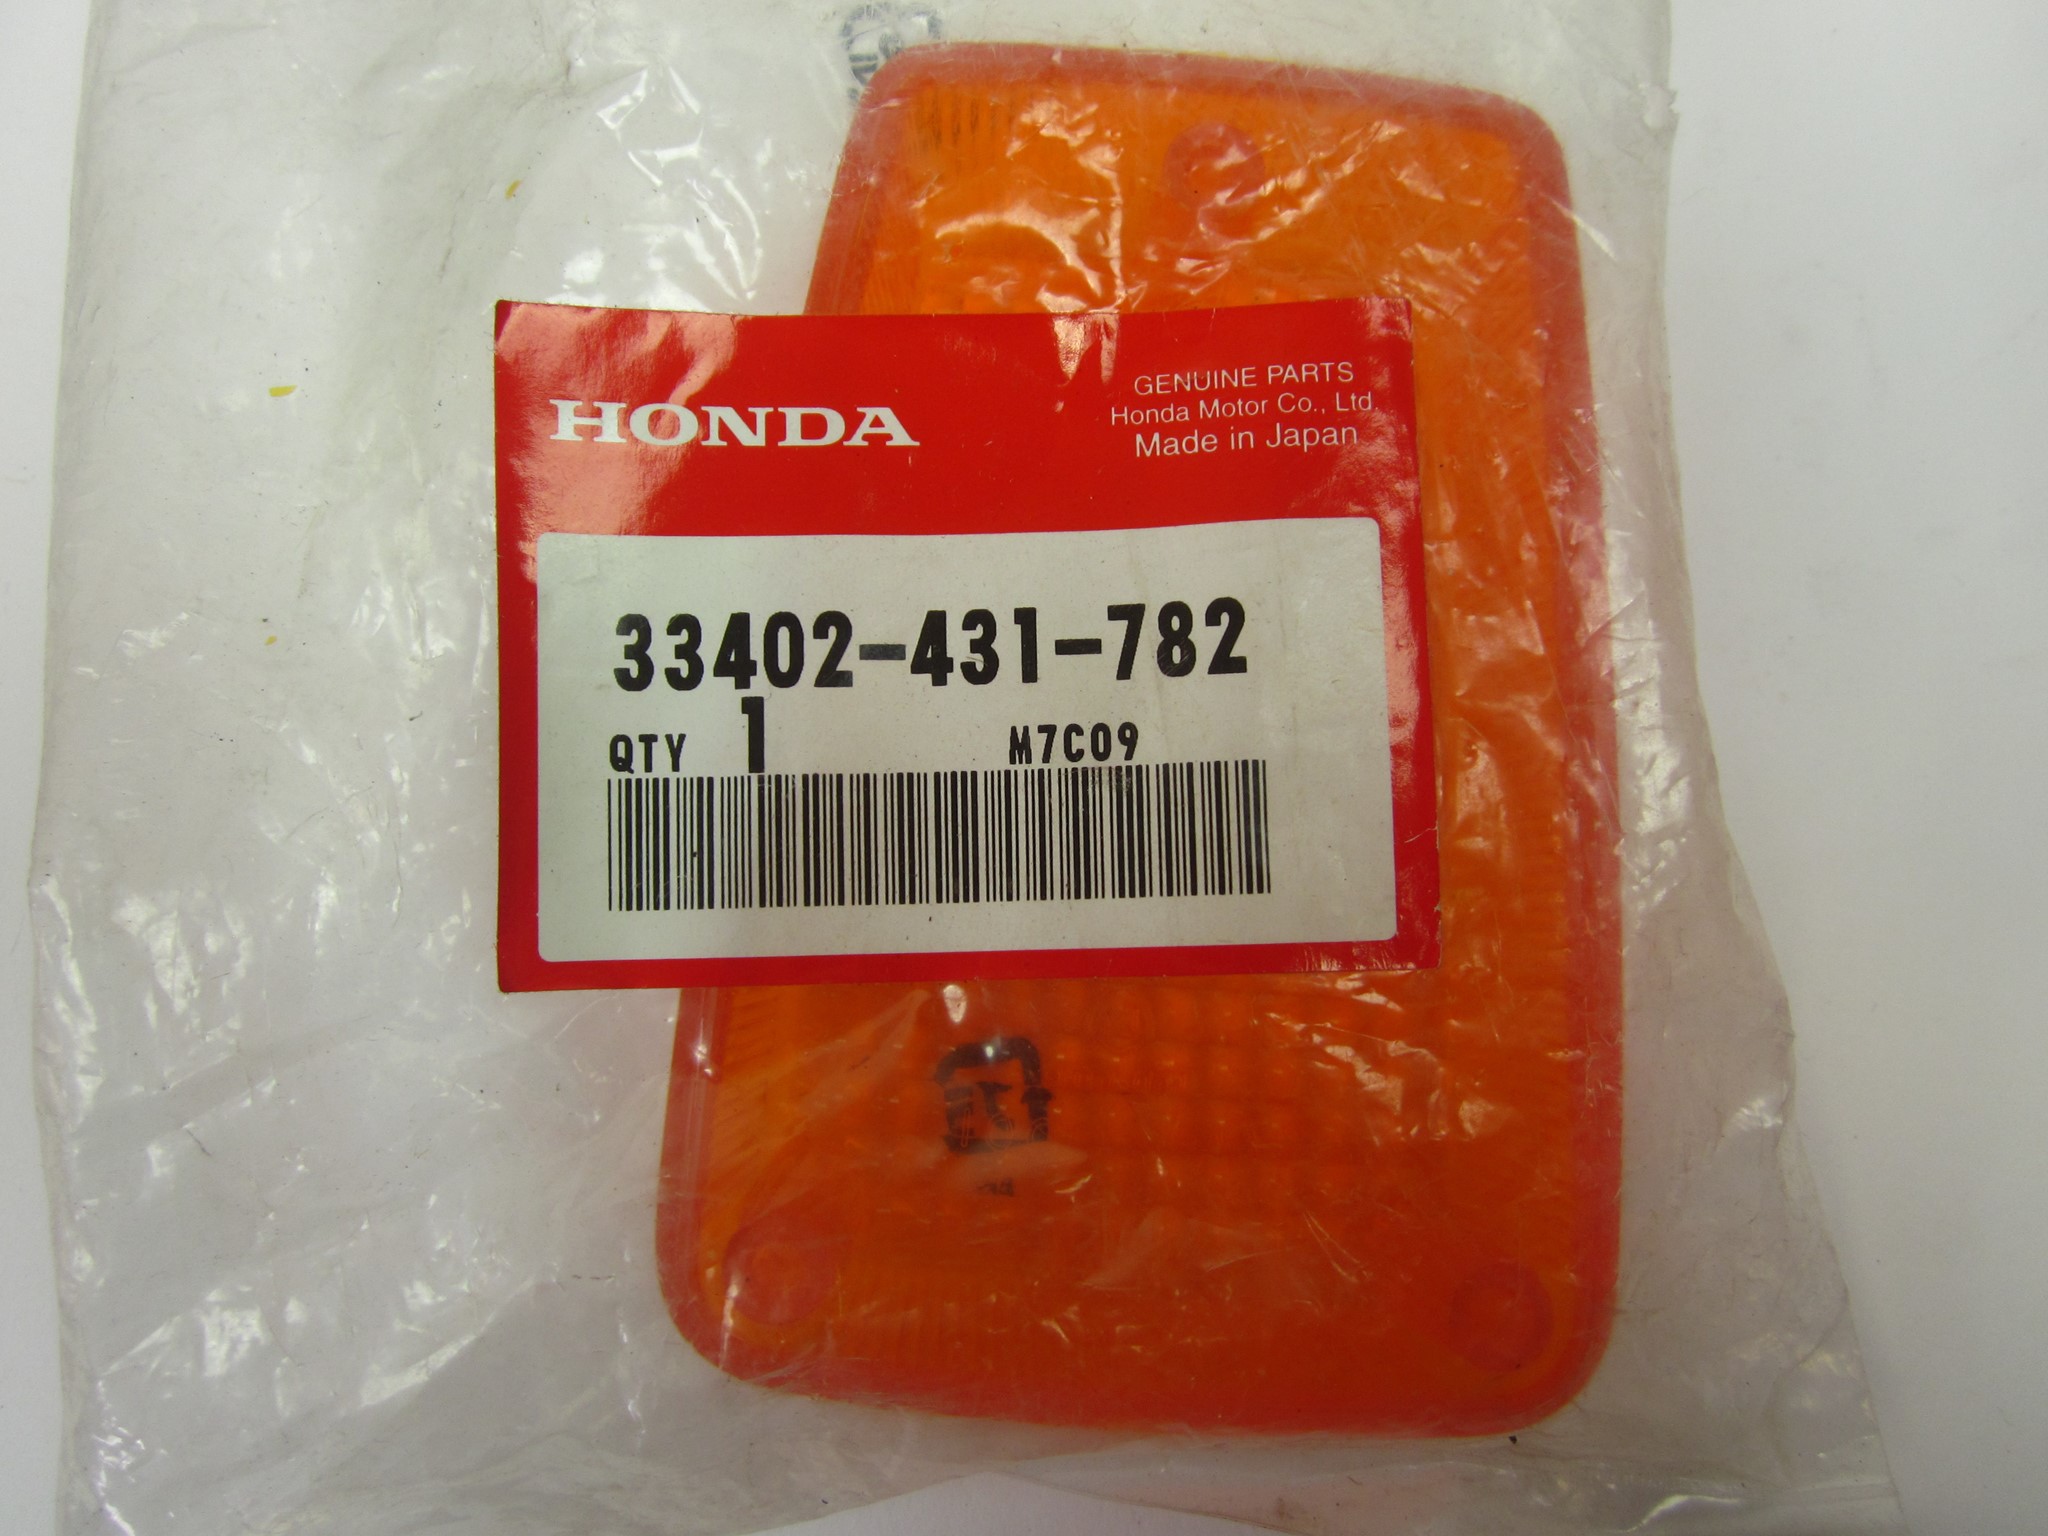 HONDA
GENUINE PARTS
Honda Motor Co., Ltd.
Made in Japan
33402-431-782
QTY 1 M7C09